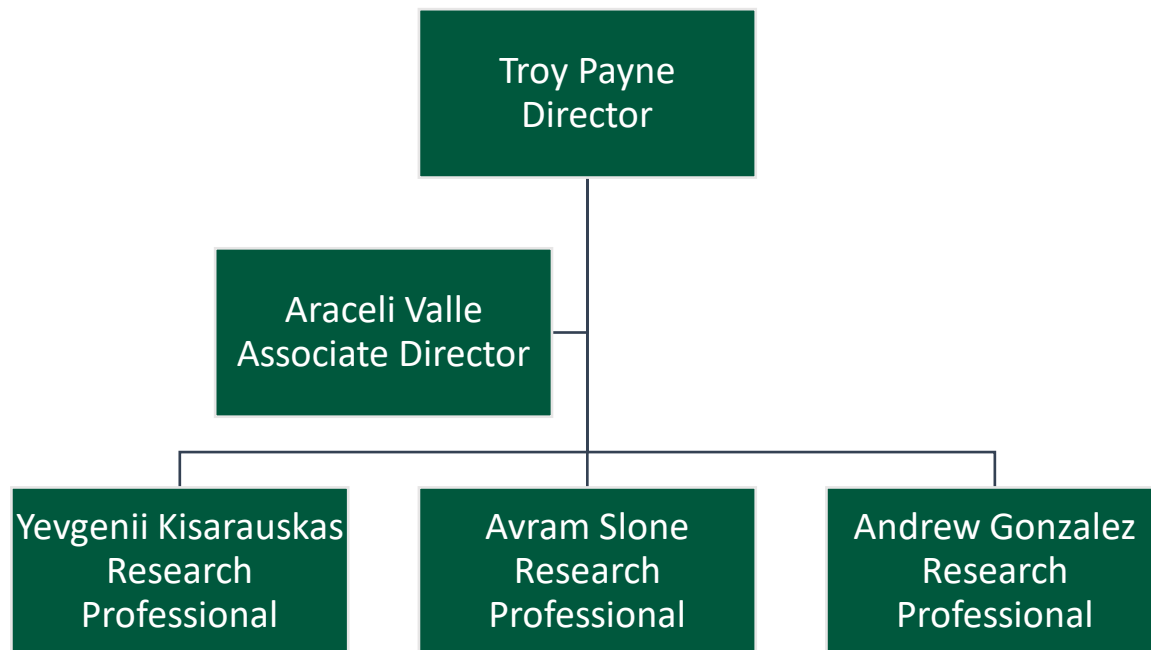 Troy Payne
Director
Araceli Valle
Associate Director
Yevgenii Kisarauskas
Research
Professional
Avram Slone
Research
Professional
Andrew Gonzalez
Research
Professional